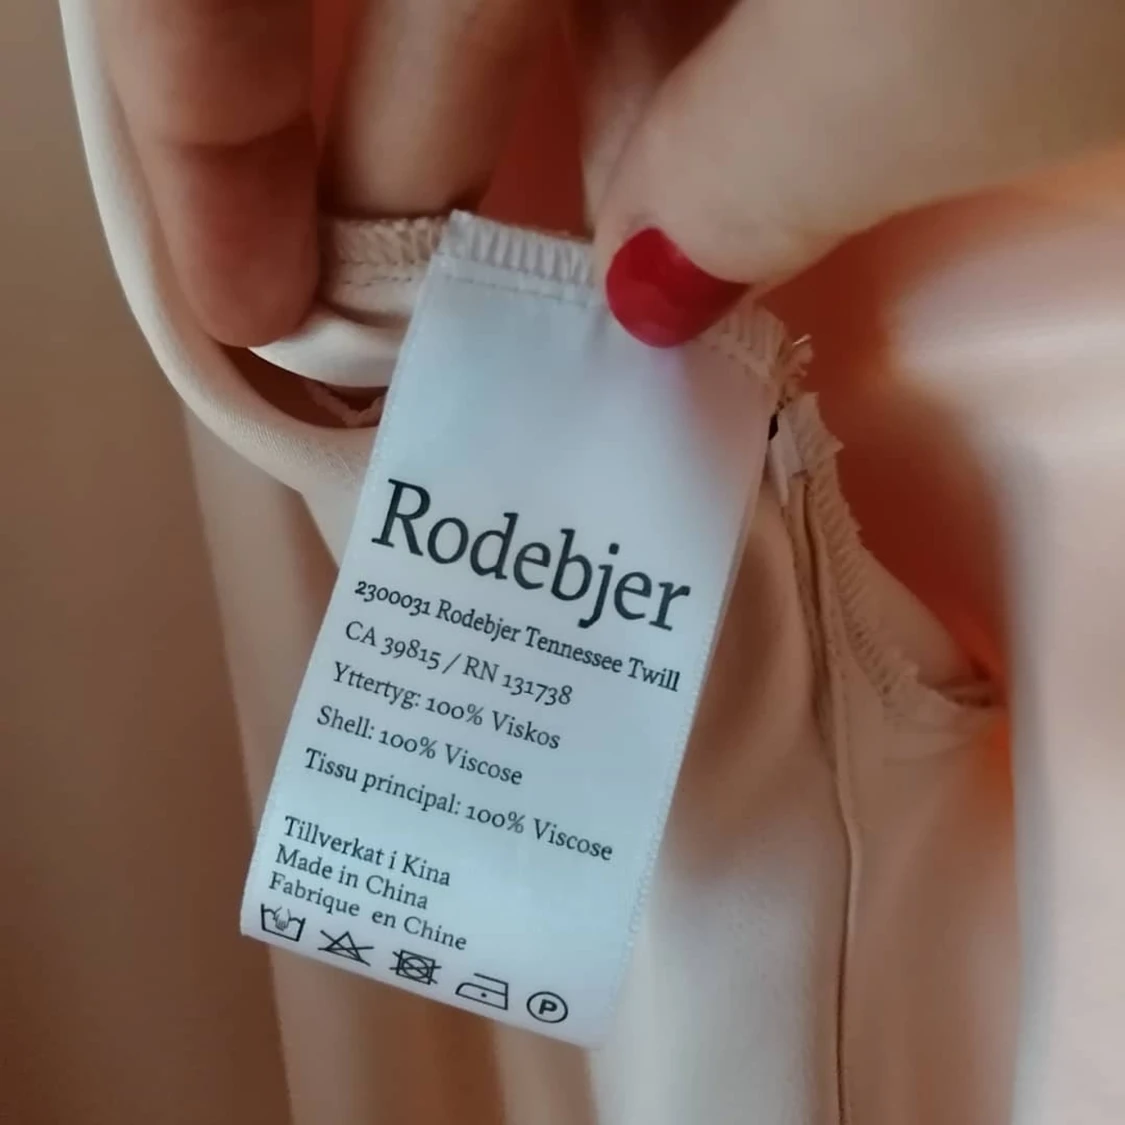 Rodebjer
2300031 Rodebjer Tennessee Twill
CA 39815 / RN 131738
Yttertyg: 100% Viskos
Shell: 100% Viscose
Tissu principal: 100% Viscose
Tillverkat i Kina
Made in China
Fabrique en Chine
P